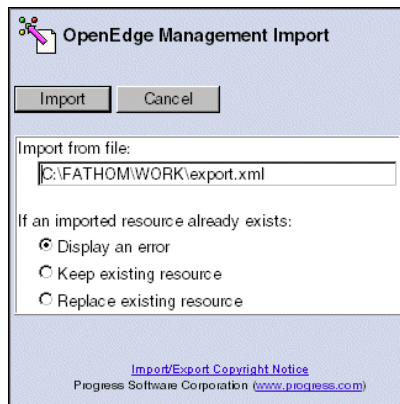 OpenEdge Management Import
Import Cancel
Import from file:
C:\FATHOM\WORK\export.xml
If an imported resource already exists:
Display an error
Keep existing resource
Replace existing resource
Import/Export Copyright Notice
Progress Software Corporation (www.progress.com)